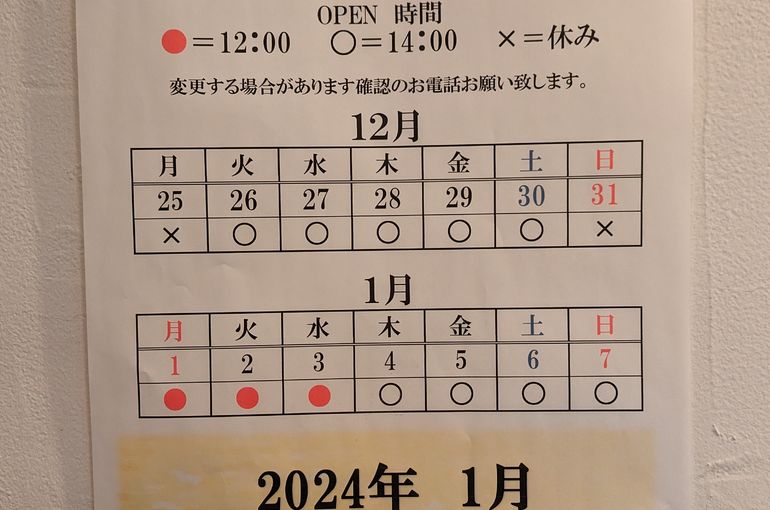 OPEN 時間
●=12:00 ○=14:00 ×=休み
変更する場合があります確認のお電話お願い致します。
12月
月 火 水 木 金 土 日
25 26 27 28 29 30 31
× ○ ○ ○ ○ ○ ×
1月
月 火 水 木 金 土 日
1 2 3 4 5 6 7
● ● ● ○ ○ ○ ○
2024年 1月